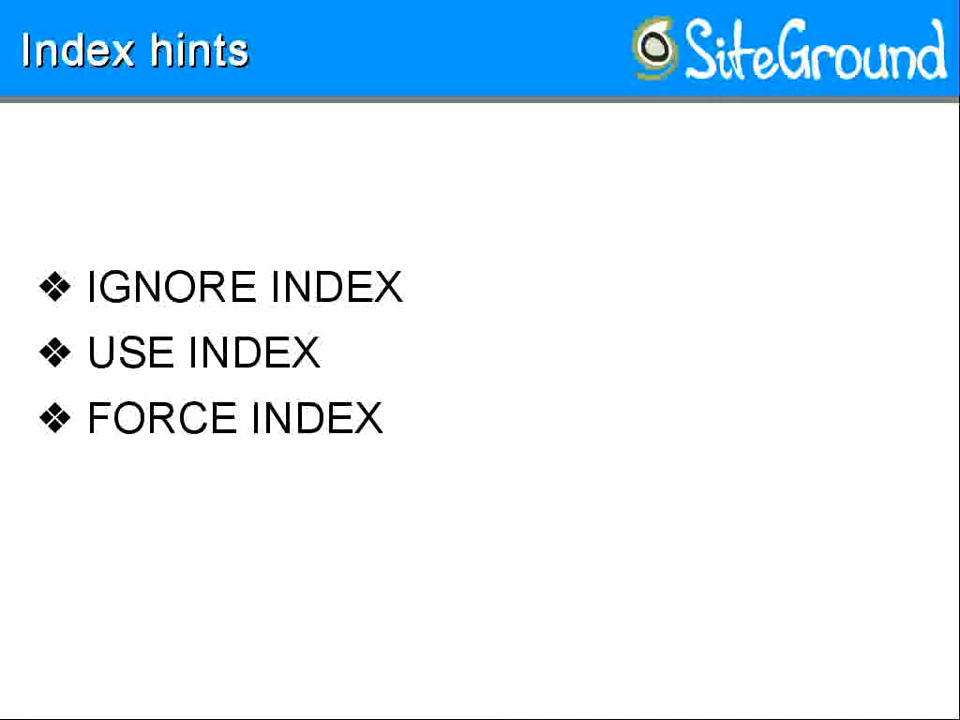 Index hints
SiteGround
❖ IGNORE INDEX
❖ USE INDEX
❖ FORCE INDEX